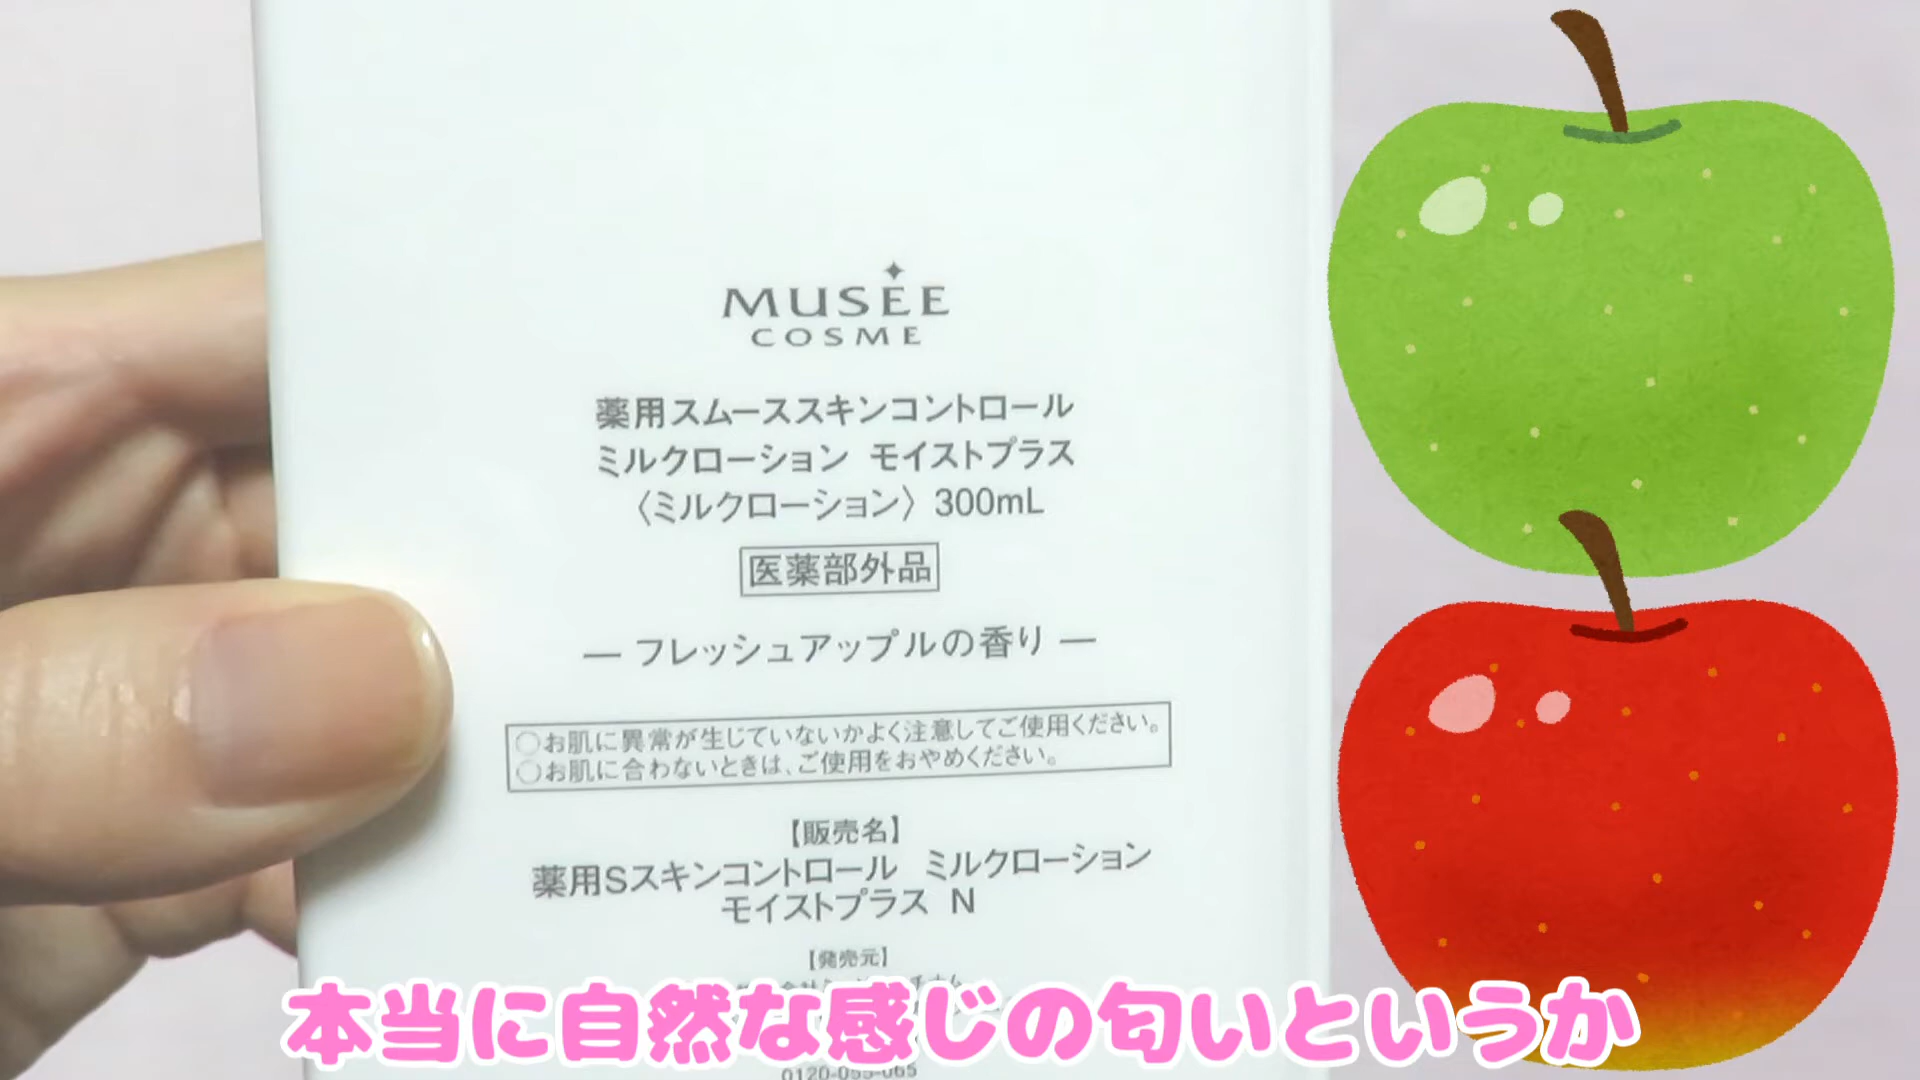 MUSÉE
COSME
薬用スムーススキンコントロール
ミルクローション モイストプラス
〈ミルクローション〉300mL
医薬部外品
― フレッシュアップルの香り ―
○お肌に異常が生じていないかよく注意してご使用ください。
○お肌に合わないときは、ご使用をおやめください。
【販売名】
薬用Sスキンコントロール ミルクローション
モイストプラス N
【発売元】
本当に自然な感じの匂いというか
0120-055-065